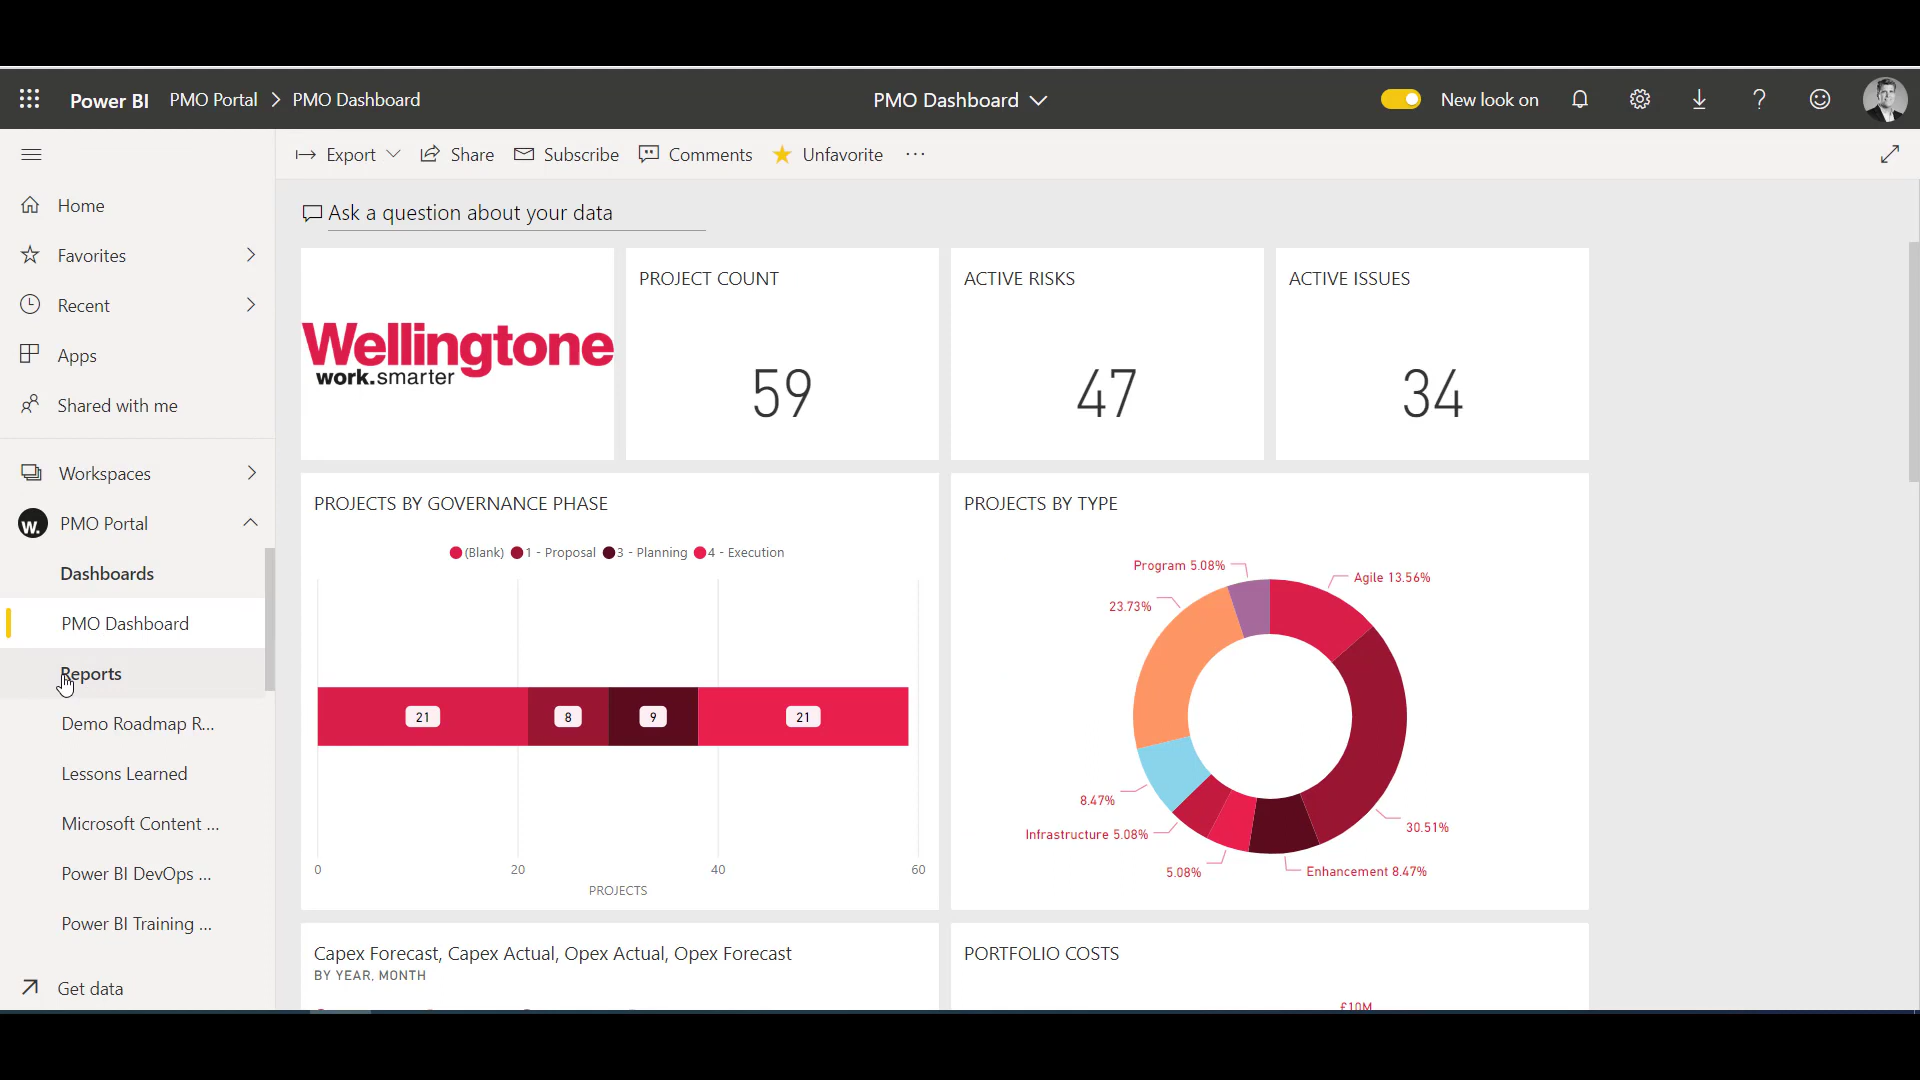 Power BI PMO Portal > PMO Dashboard
PMO Dashboard
New look on
?
Export Share Subscribe Comments Unfavorite ...
Home
Favorites
Recent
Apps
Shared with me
Workspaces
w. PMO Portal
Dashboards
PMO Dashboard
Reports
Demo Roadmap R...
Lessons Learned
Microsoft Content ...
Power BI DevOps ...
Power BI Training ...
Get data
Ask a question about your data
Wellingtone
work.smarter
PROJECT COUNT
59
ACTIVE RISKS
47
ACTIVE ISSUES
34
PROJECTS BY GOVERNANCE PHASE
(Blank) 1 - Proposal 3 - Planning 4 - Execution
21 8 9 21
0 20 40 60
PROJECTS
PROJECTS BY TYPE
Program 5.08%
Agile 13.56%
23.73%
8.47%
30.51%
Infrastructure 5.08%
5.08%
Enhancement 8.47%
Capex Forecast, Capex Actual, Opex Actual, Opex Forecast
BY YEAR, MONTH
PORTFOLIO COSTS
£10M